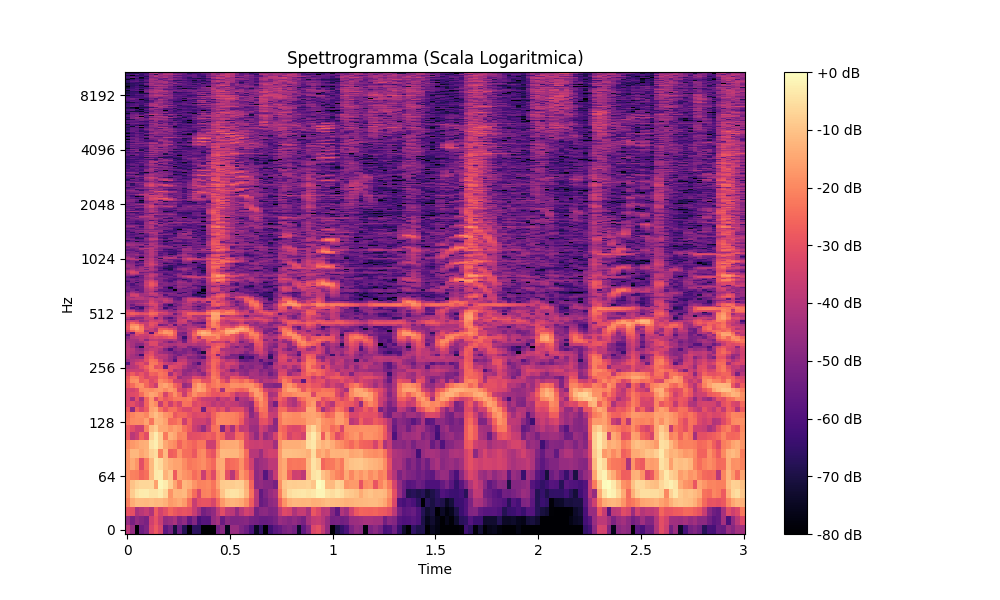 Spettrogramma (Scala Logaritmica)
Hz
8192
4096
2048
1024
512
256
128
64
0
0 0.5 1 1.5 2 2.5 3
Time
+0 dB
-10 dB
-20 dB
-30 dB
-40 dB
-50 dB
-60 dB
-70 dB
-80 dB